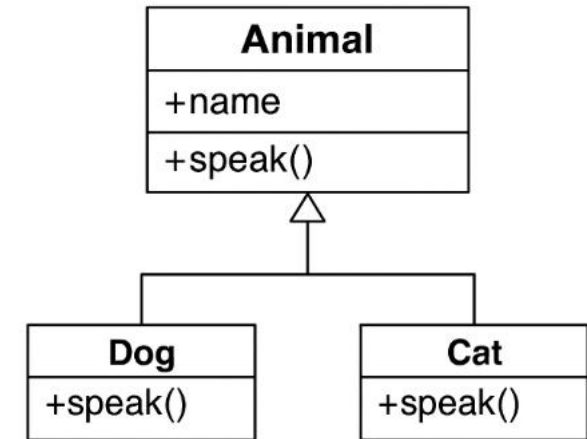 Animal
+name
+speak()
Dog
+speak()
Cat
+speak()